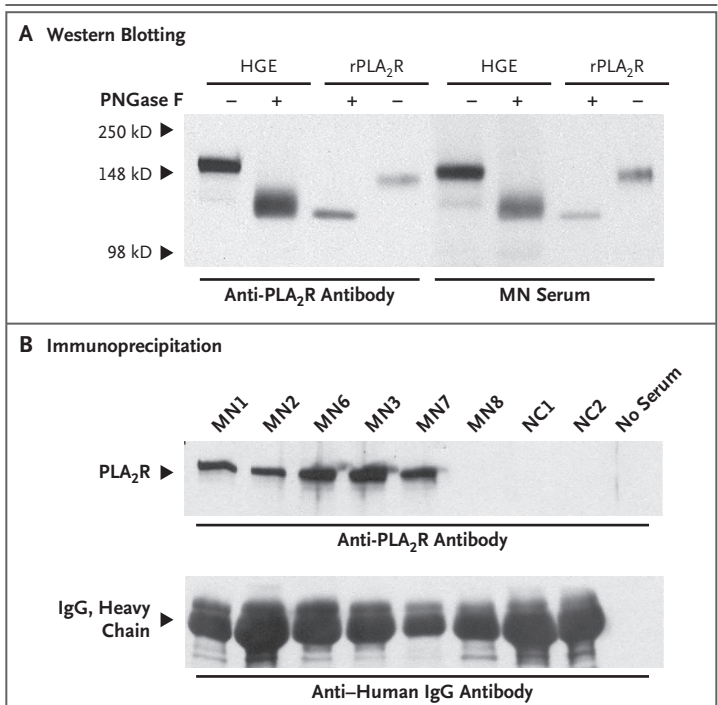 A Western Blotting
HGE rPLA₂R HGE rPLA₂R
PNGase F – + + – – + + –
250 kD ▶
148 kD ▶
98 kD ▶
Anti-PLA₂R Antibody MN Serum
B Immunoprecipitation
MN1 MN2 MN6 MN3 MN7 MN8 NC1 NC2 No Serum
PLA₂R ▶
Anti-PLA₂R Antibody
IgG, Heavy
Chain ▶
Anti–Human IgG Antibody